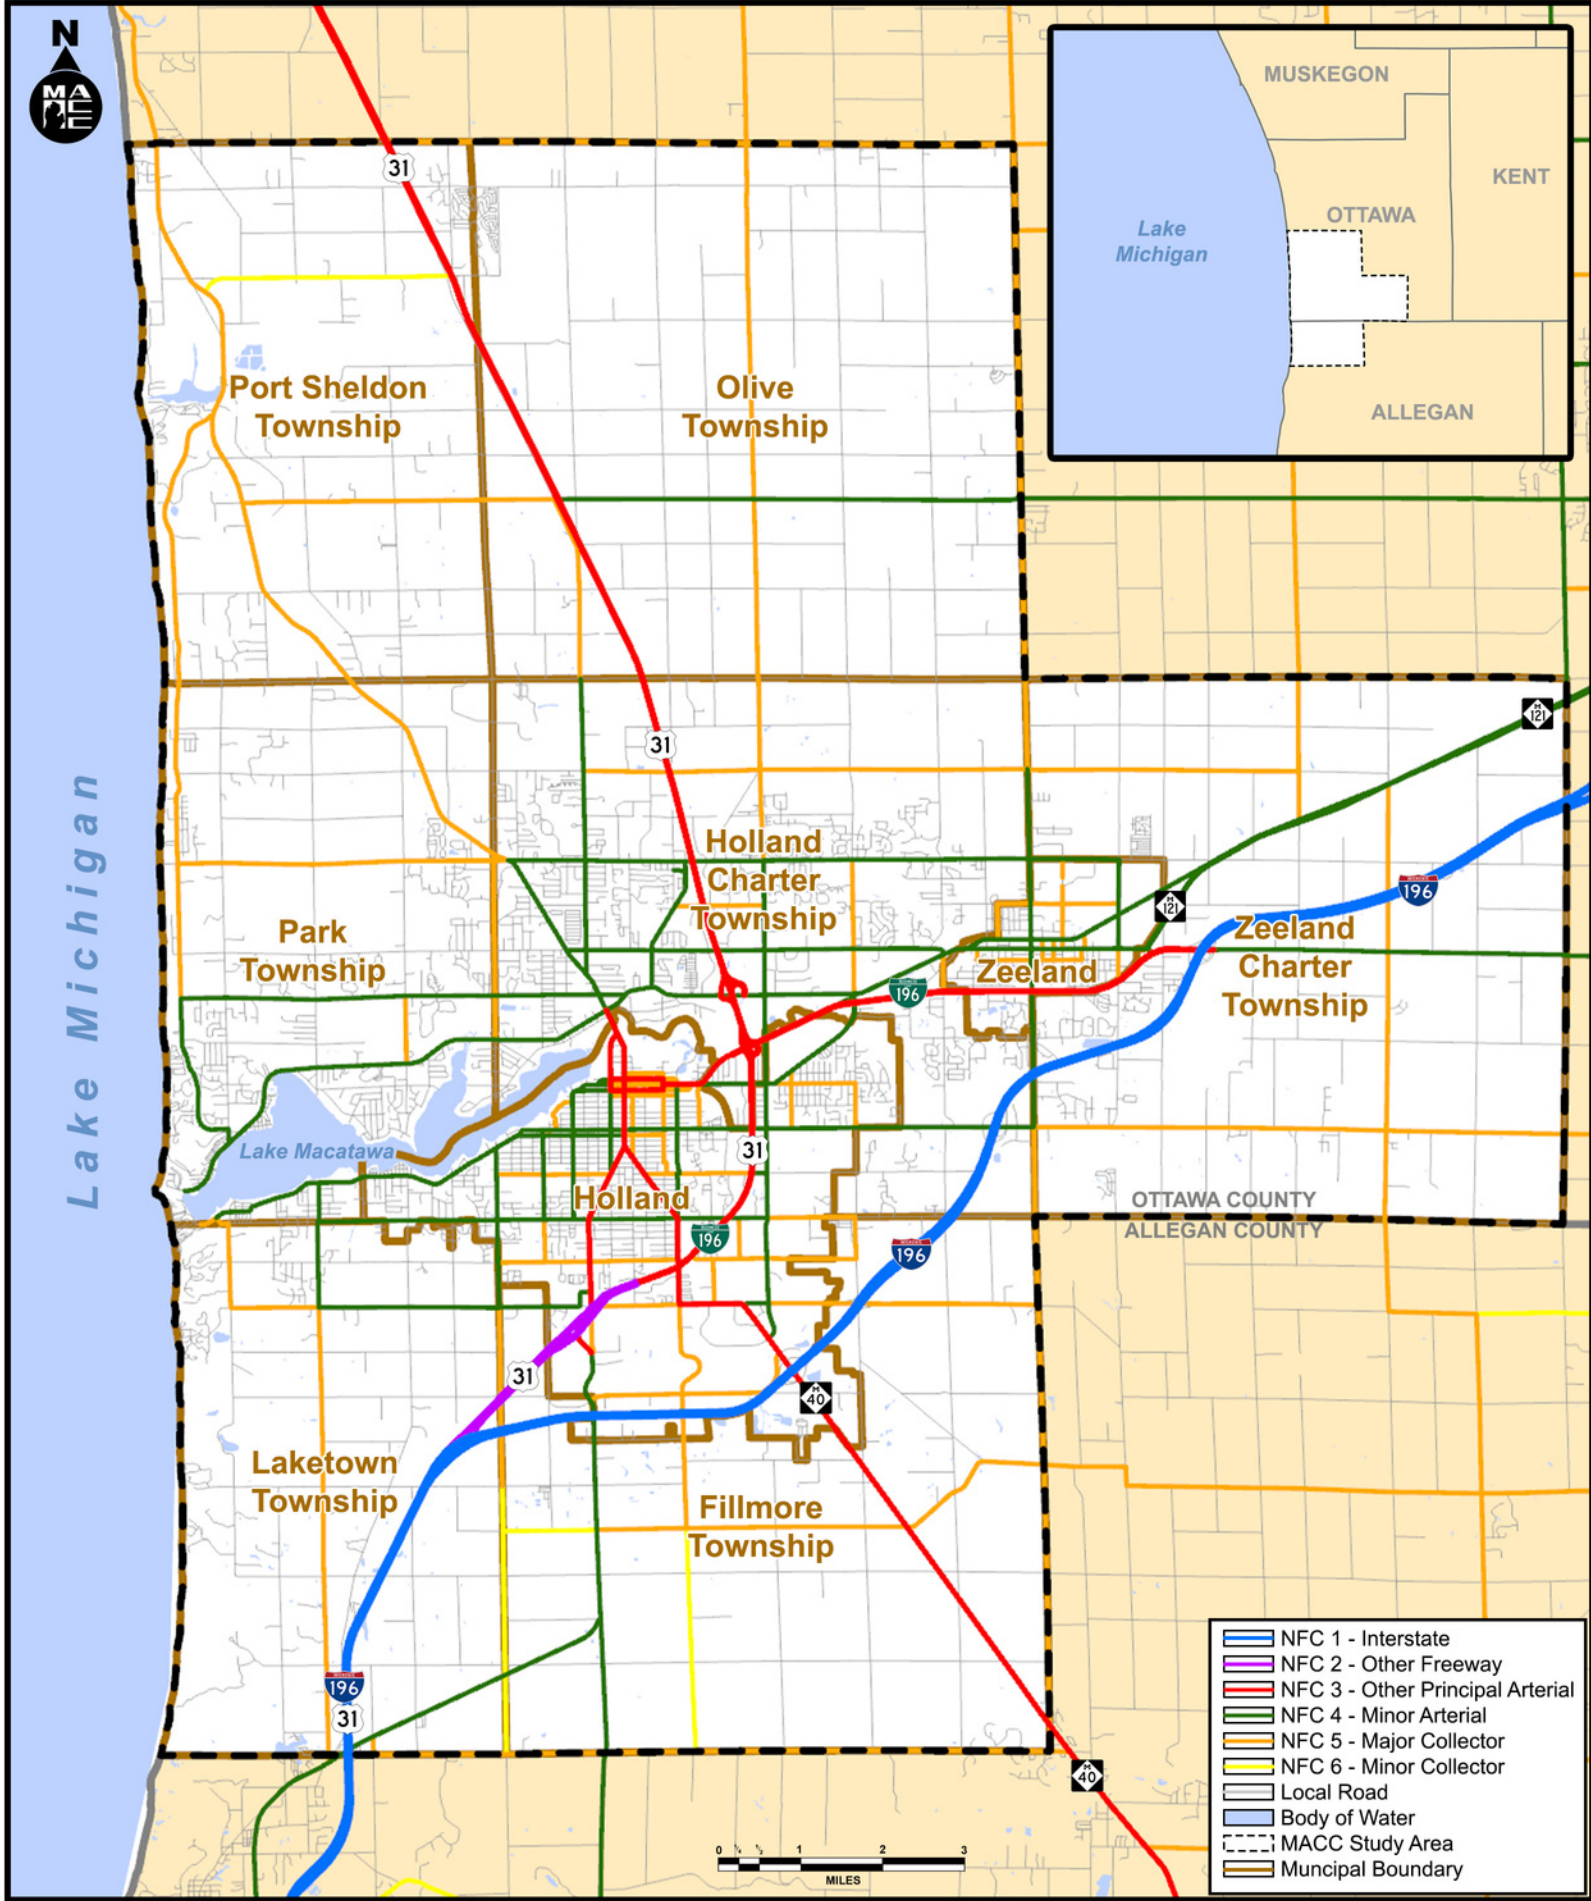 N
MA
CC
31
MUSKEGON
KENT
OTTAWA
Lake
Michigan
ALLEGAN
Port Sheldon
Township
Olive
Township
M
121
31
Holland
Charter
Township
196
M
121
Park
Township
Zeeland
Zeeland
Charter
Township
196
Lake Michigan
Lake Macatawa
31
Holland
OTTAWA COUNTY
ALLEGAN COUNTY
196
196
31
M
40
Laketown
Township
Fillmore
Township
196
31
M
40
NFC 1 - Interstate
NFC 2 - Other Freeway
NFC 3 - Other Principal Arterial
NFC 4 - Minor Arterial
NFC 5 - Major Collector
NFC 6 - Minor Collector
Local Road
Body of Water
MACC Study Area
Muncipal Boundary
0 1 2 3
MILES